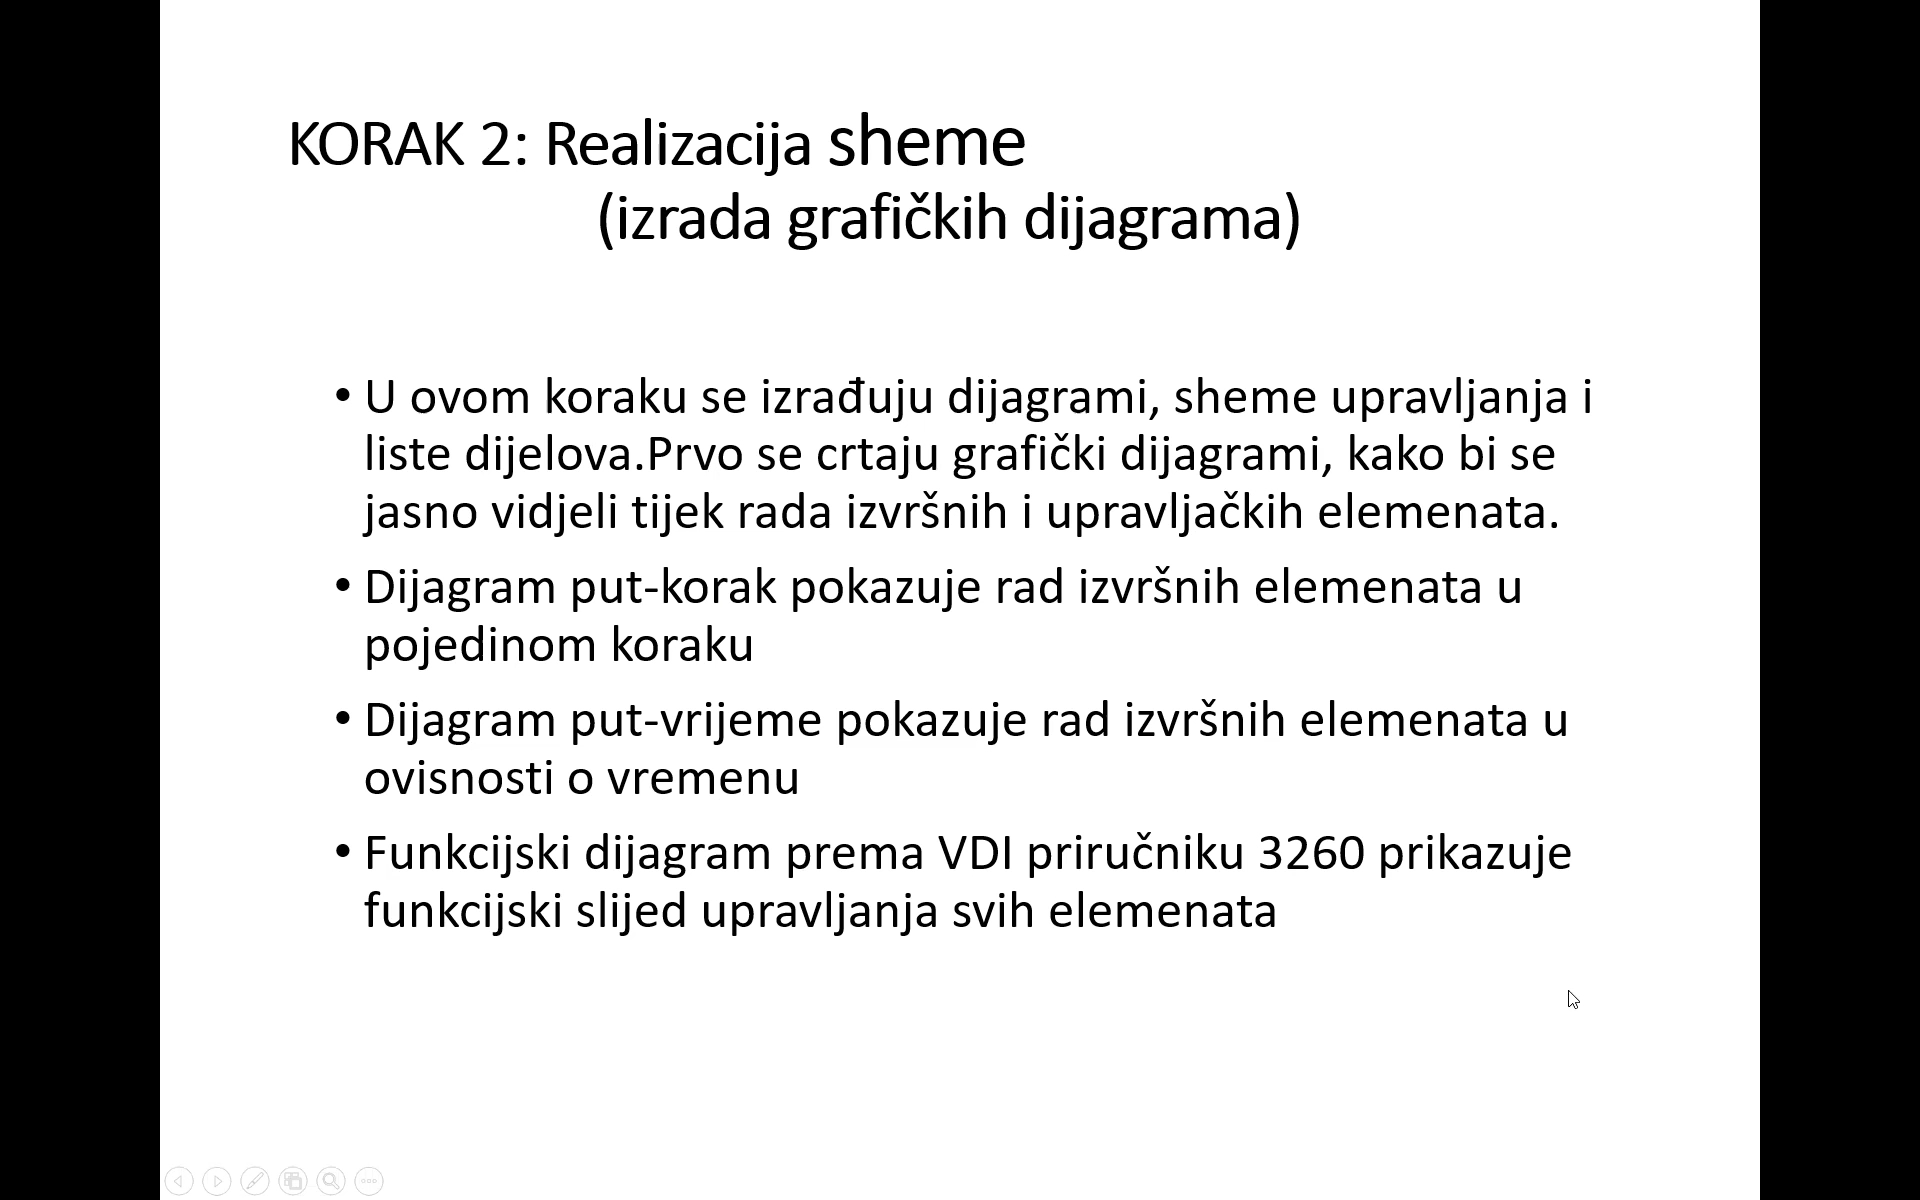 KORAK 2: Realizacija sheme
(izrada grafičkih dijagrama)
• U ovom koraku se izrađuju dijagrami, sheme upravljanja i
liste dijelova.Prvo se crtaju grafički dijagrami, kako bi se
jasno vidjeli tijek rada izvršnih i upravljačkih elemenata.
• Dijagram put-korak pokazuje rad izvršnih elemenata u
pojedinom koraku
• Dijagram put-vrijeme pokazuje rad izvršnih elemenata u
ovisnosti o vremenu
• Funkcijski dijagram prema VDI priručniku 3260 prikazuje
funkcijski slijed upravljanja svih elemenata